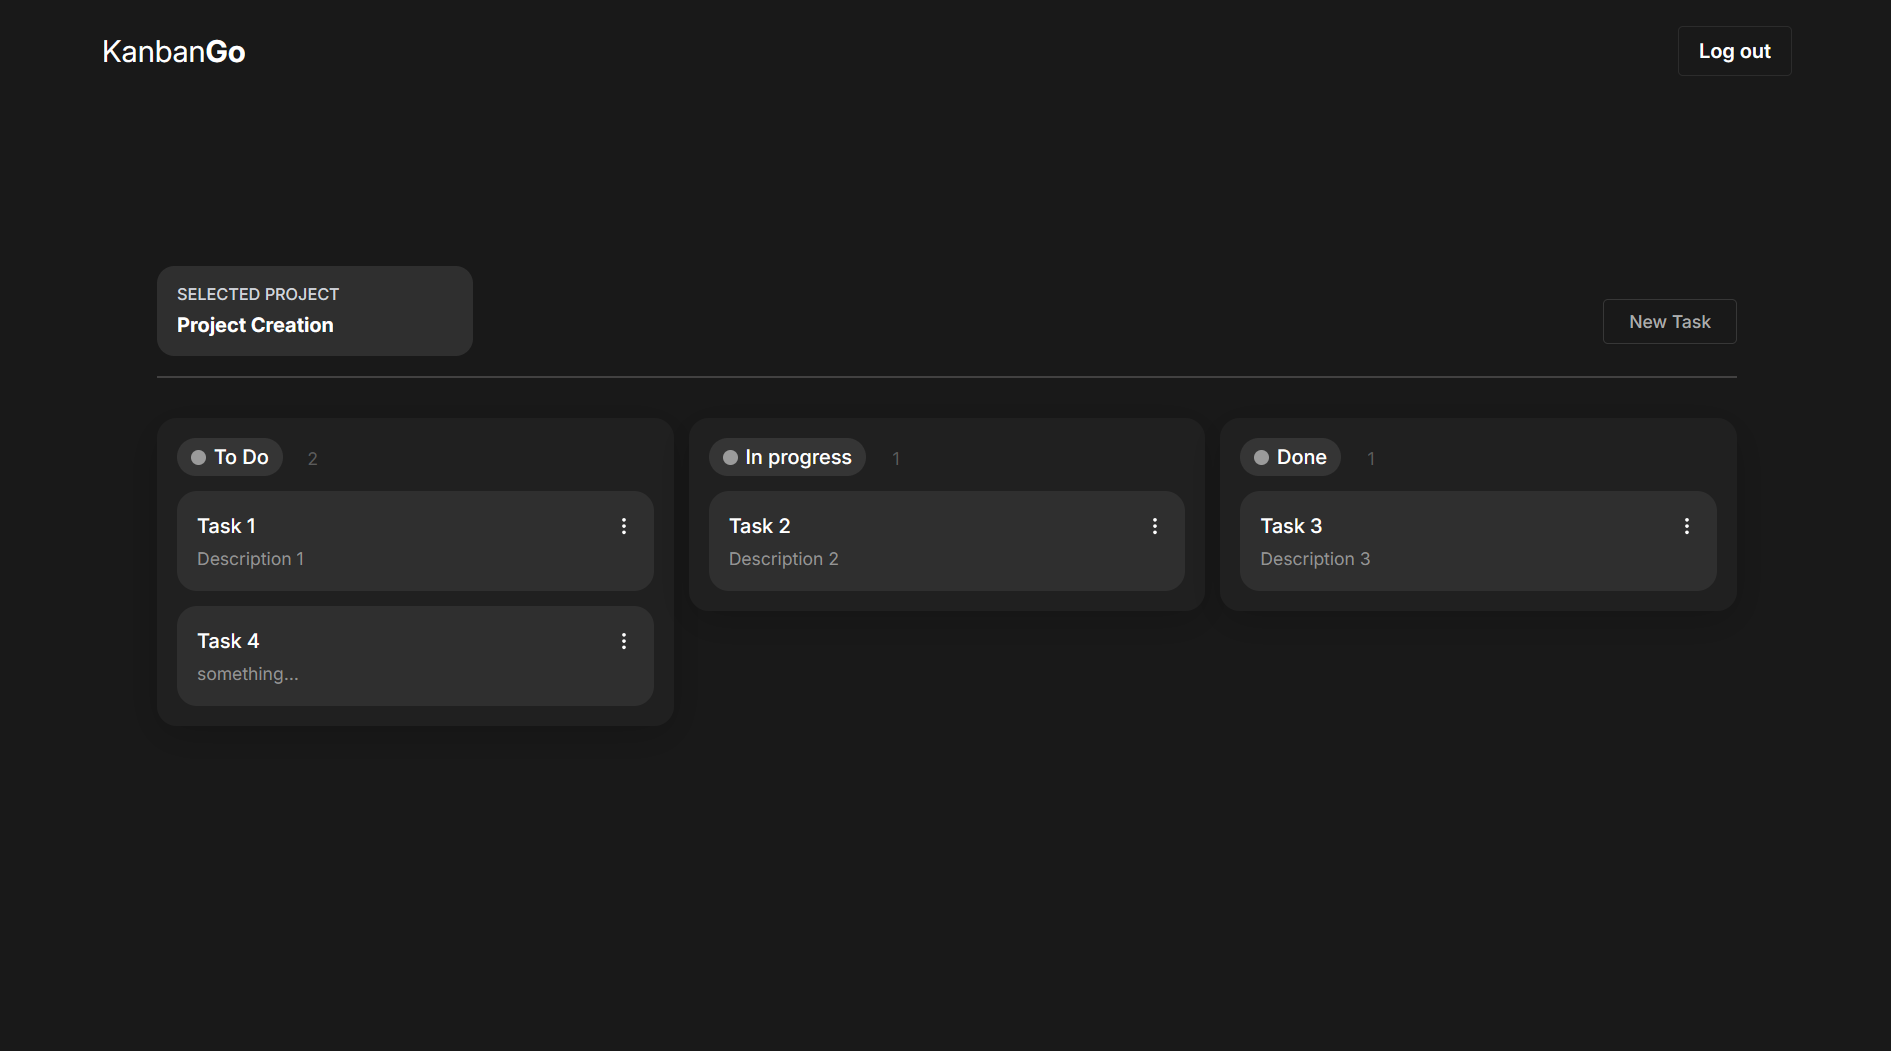 KanbanGo
Log out
SELECTED PROJECT
Project Creation
New Task
To Do 2
Task 1
Description 1
Task 4
something...
In progress 1
Task 2
Description 2
Done 1
Task 3
Description 3